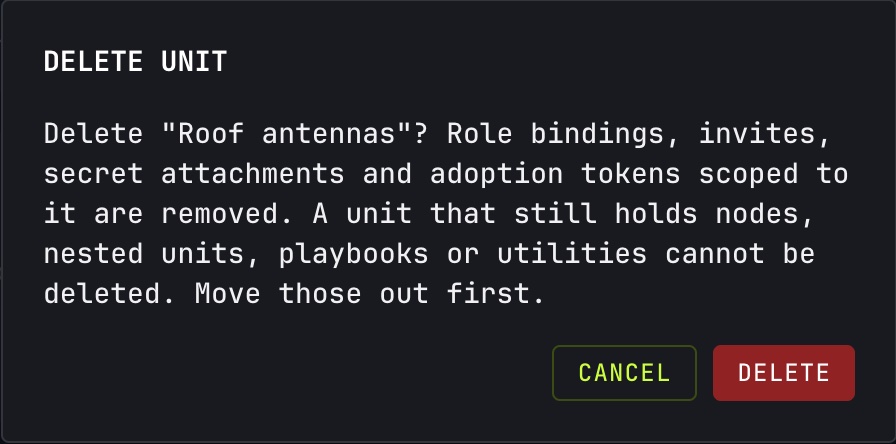 DELETE UNIT
Delete "Roof antennas"? Role bindings, invites,
secret attachments and adoption tokens scoped to
it are removed. A unit that still holds nodes,
nested units, playbooks or utilities cannot be
deleted. Move those out first.
CANCEL DELETE